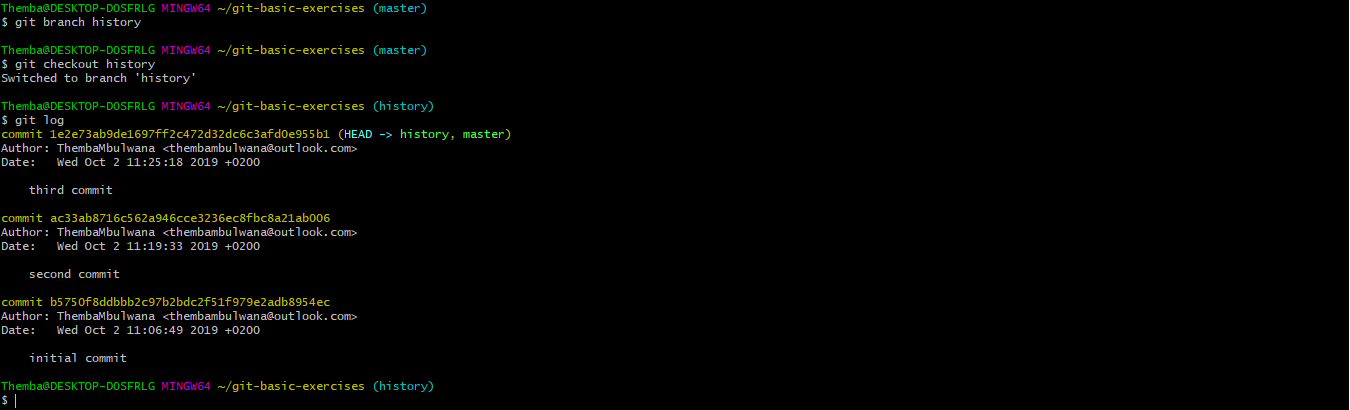 Themba@DESKTOP-DOSFRLG MINGW64 ~/git-basic-exercises (master)
$ git branch history
Themba@DESKTOP-DOSFRLG MINGW64 ~/git-basic-exercises (master)
$ git checkout history
Switched to branch 'history'
Themba@DESKTOP-DOSFRLG MINGW64 ~/git-basic-exercises (history)
$ git log
commit 1e2e73ab9de1697ff2c472d32dc6c3afd0e955b1 (HEAD -> history, master)
Author: ThembaMbulwana <thembambulwana@outlook.com>
Date:   Wed Oct 2 11:25:18 2019 +0200
    third commit
commit ac33ab8716c562a946cce3236ec8fbc8a21ab006
Author: ThembaMbulwana <thembambulwana@outlook.com>
Date:   Wed Oct 2 11:19:33 2019 +0200
    second commit
commit b5750f8ddbbb2c97b2bdc2f51f979e2adb8954ec
Author: ThembaMbulwana <thembambulwana@outlook.com>
Date:   Wed Oct 2 11:06:49 2019 +0200
    initial commit
Themba@DESKTOP-DOSFRLG MINGW64 ~/git-basic-exercises (history)
$